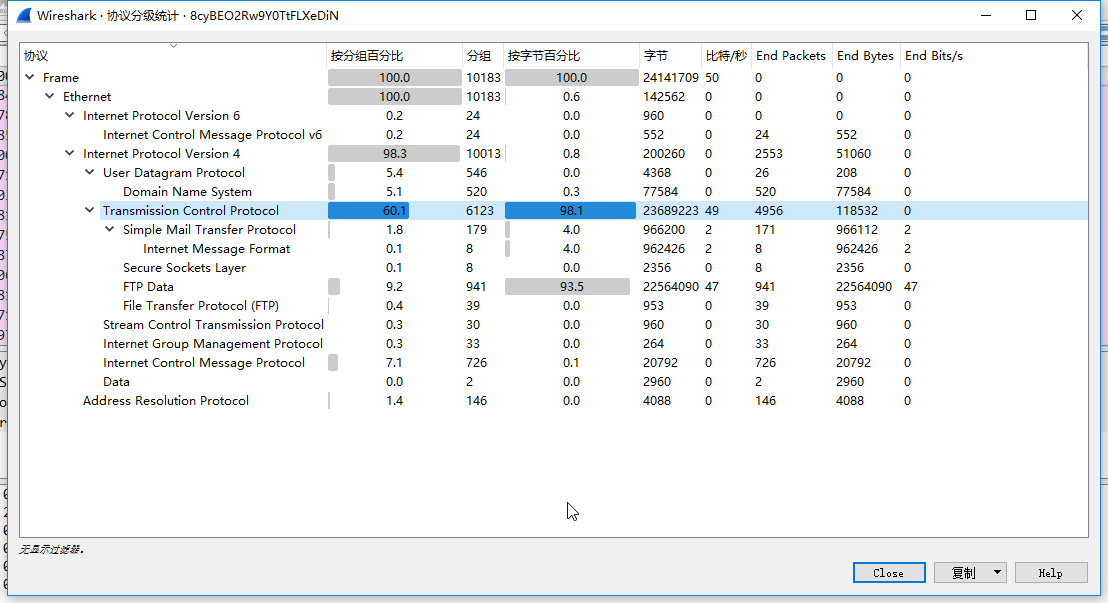 Wireshark · 协议分级统计 · 8cyBEO2Rw9Y0TtFLXeDiN
协议 按分组百分比 分组 按字节百分比 字节 比特/秒 End Packets End Bytes End Bits/s
Frame 100.0 10183 100.0 24141709 50 0 0 0
Ethernet 100.0 10183 0.6 142562 0 0 0 0
Internet Protocol Version 6 0.2 24 0.0 960 0 0 0 0
Internet Control Message Protocol v6 0.2 24 0.0 552 0 24 552 0
Internet Protocol Version 4 98.3 10013 0.8 200260 0 2553 51060 0
User Datagram Protocol 5.4 546 0.0 4368 0 26 208 0
Domain Name System 5.1 520 0.3 77584 0 520 77584 0
Transmission Control Protocol 60.1 6123 98.1 23689223 49 4956 118532 0
Simple Mail Transfer Protocol 1.8 179 4.0 966200 2 171 966112 2
Internet Message Format 0.1 8 4.0 962426 2 8 962426 2
Secure Sockets Layer 0.1 8 0.0 2356 0 8 2356 0
FTP Data 9.2 941 93.5 22564090 47 941 22564090 47
File Transfer Protocol (FTP) 0.4 39 0.0 953 0 39 953 0
Stream Control Transmission Protocol 0.3 30 0.0 960 0 30 960 0
Internet Group Management Protocol 0.3 33 0.0 264 0 33 264 0
Internet Control Message Protocol 7.1 726 0.1 20792 0 726 20792 0
Data 0.0 2 0.0 2960 0 2 2960 0
Address Resolution Protocol 1.4 146 0.0 4088 0 146 4088 0
无显示过滤器。
Close 复制 Help